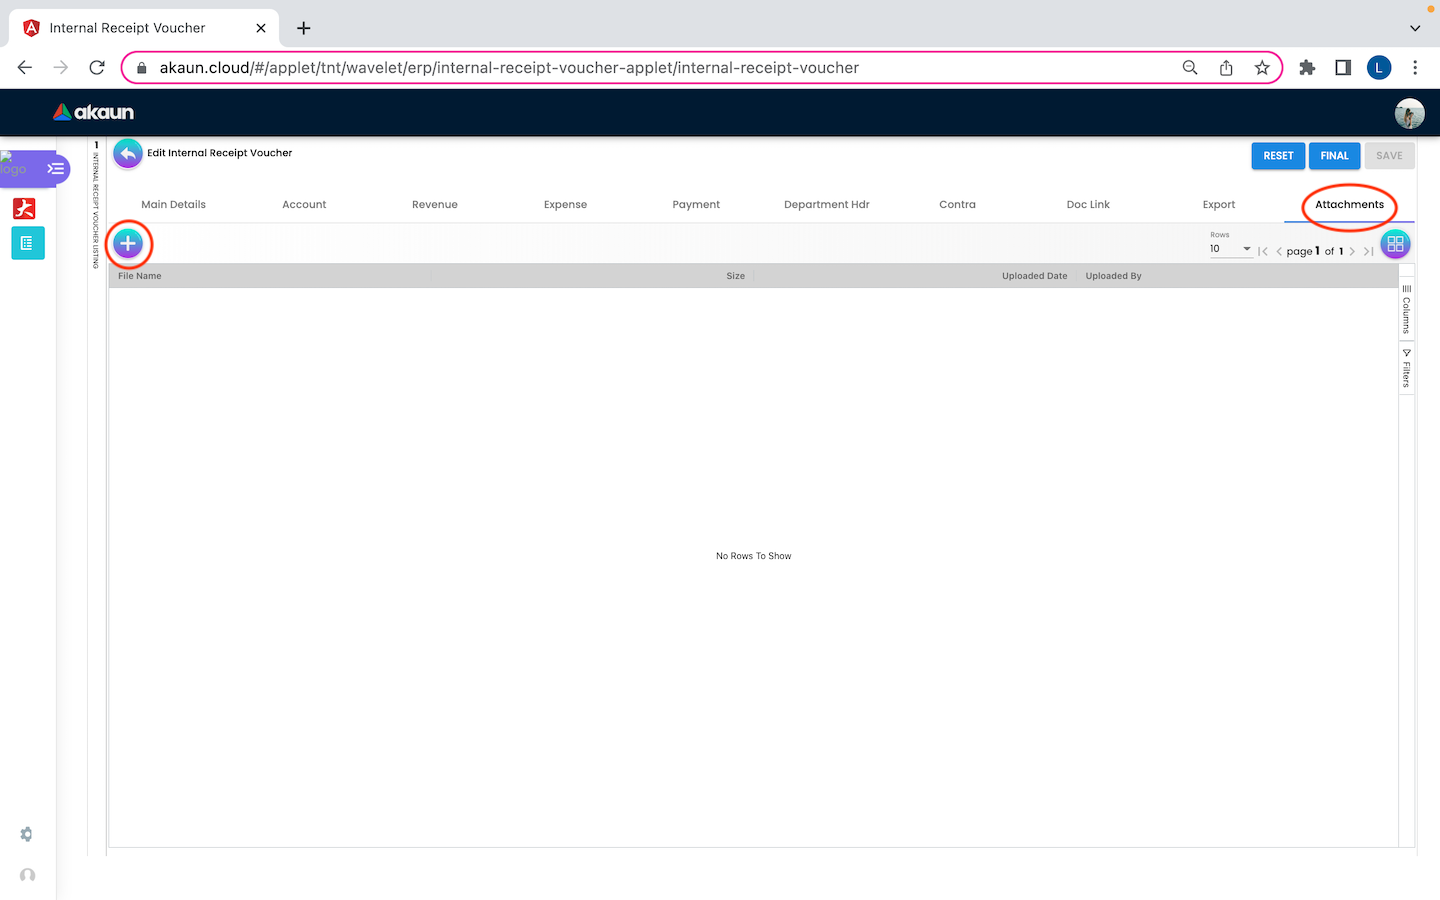 Internal Receipt Voucher
akaun.cloud/#/applet/tnt/wavelet/erp/internal-receipt-voucher-applet/internal-receipt-voucher
L
akaun
logo
1
INTERNAL RECEIPT VOUCHER LISTING
Edit Internal Receipt Voucher
RESET
FINAL
SAVE
Main Details
Account
Revenue
Expense
Payment
Department Hdr
Contra
Doc Link
Export
Attachments
Rows
10
page 1 of 1
File Name
Size
Uploaded Date
Uploaded By
Columns
Filters
No Rows To Show